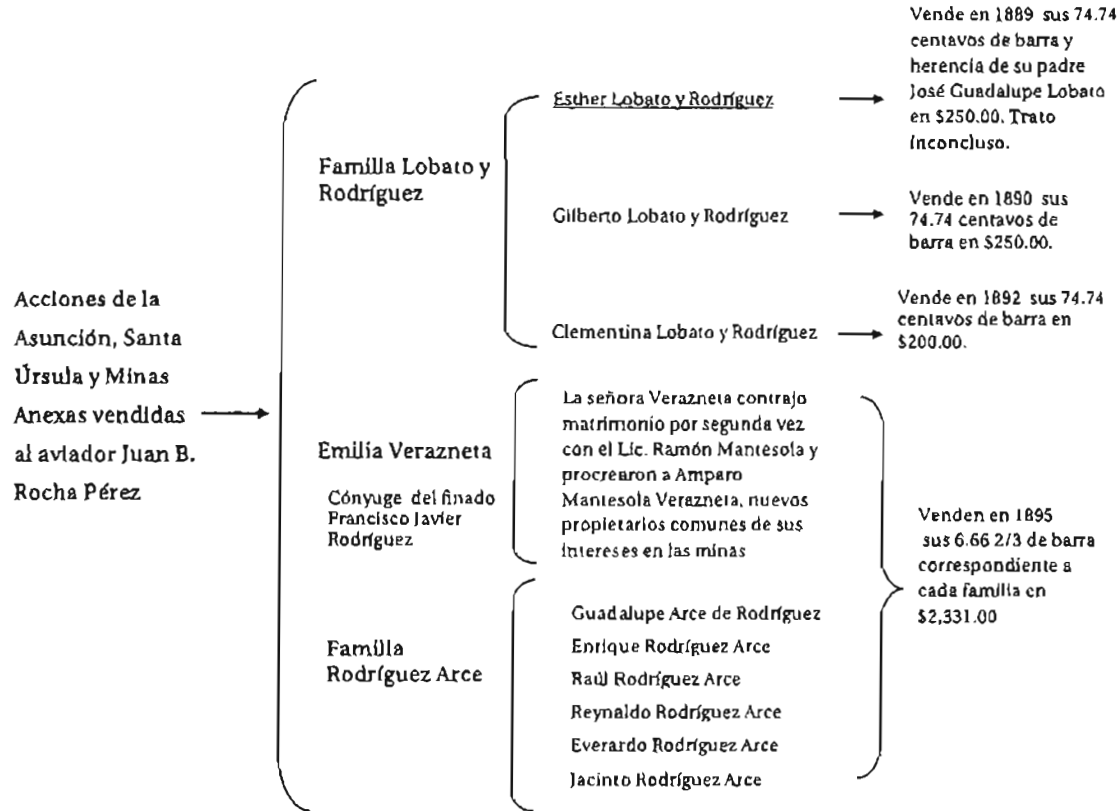 Acciones de la
Asunción, Santa
Úrsula y Minas
Anexas vendidas
al aviador Juan B.
Rocha Pérez
Familia Lobato y
Rodríguez
Esther Lobato y Rodríguez
Vende en 1889 sus 74.74
centavos de barra y
herencia de su padre
José Guadalupe Lobato
en $250.00. Trato
inconcluso.
Gilberto Lobato y Rodríguez
Vende en 1890 sus
74.74 centavos de
barra en $250.00.
Clementina Lobato y Rodríguez
Vende en 1892 sus 74.74
centavos de barra en
$200.00.
Emilia Verazneta
Cónyuge del finado
Francisco Javier
Rodríguez
La señora Verazneta contrajo
matrimonio por segunda vez
con el Lic. Ramón Mantesola y
procrearon a Amparo
Mantesola Verazneta, nuevos
propietarios comunes de sus
intereses en las minas
Familia
Rodríguez Arce
Guadalupe Arce de Rodríguez
Enrique Rodríguez Arce
Raúl Rodríguez Arce
Reynaldo Rodríguez Arce
Everardo Rodríguez Arce
Jacinto Rodríguez Arce
Venden en 1895
sus 6.66 2/3 de barra
correspondiente a
cada familia en
$2,331.00